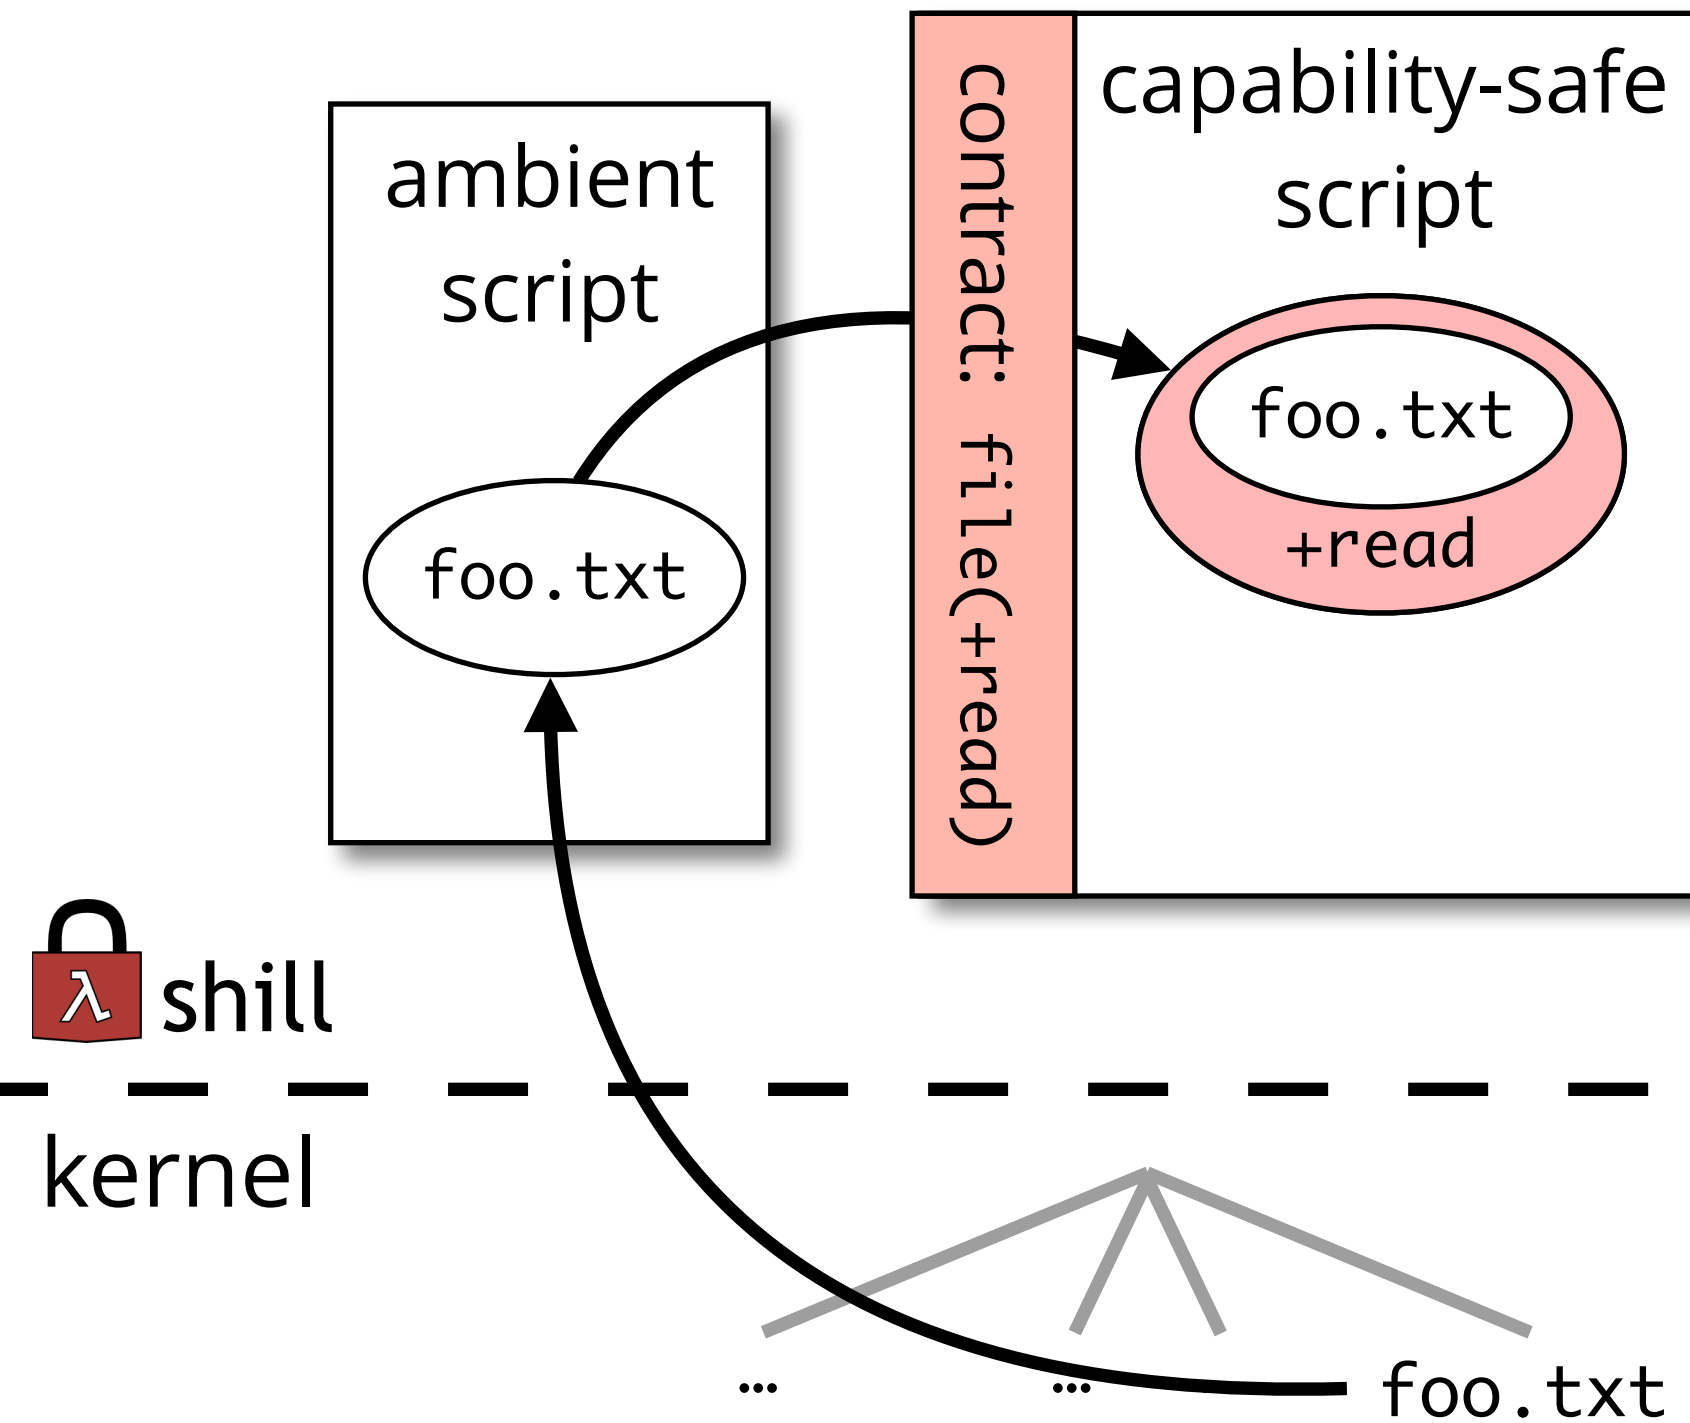 ambient
script
foo.txt
contract: file(+read)
capability-safe
script
foo.txt
+read
λ shill
kernel
... ... foo.txt